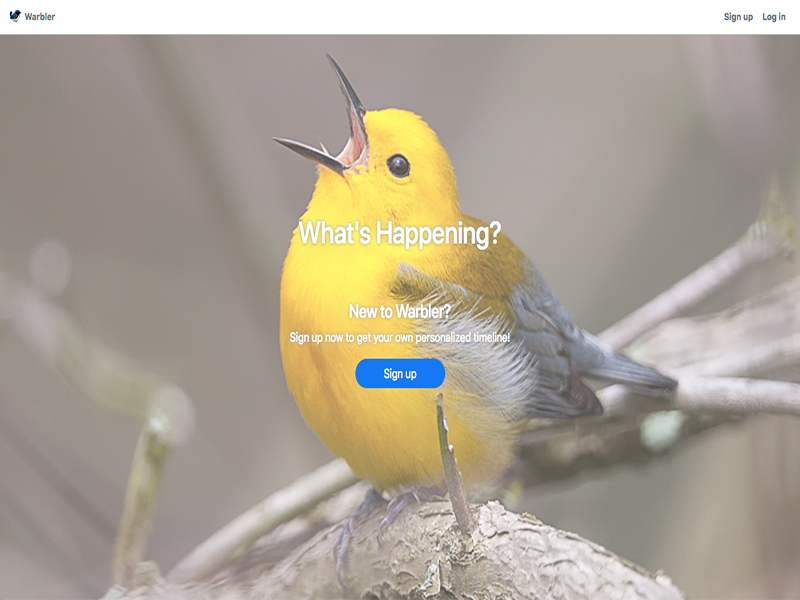 Warbler
Sign up Log in
What's Happening?
New to Warbler?
Sign up now to get your own personalized timeline!
Sign up